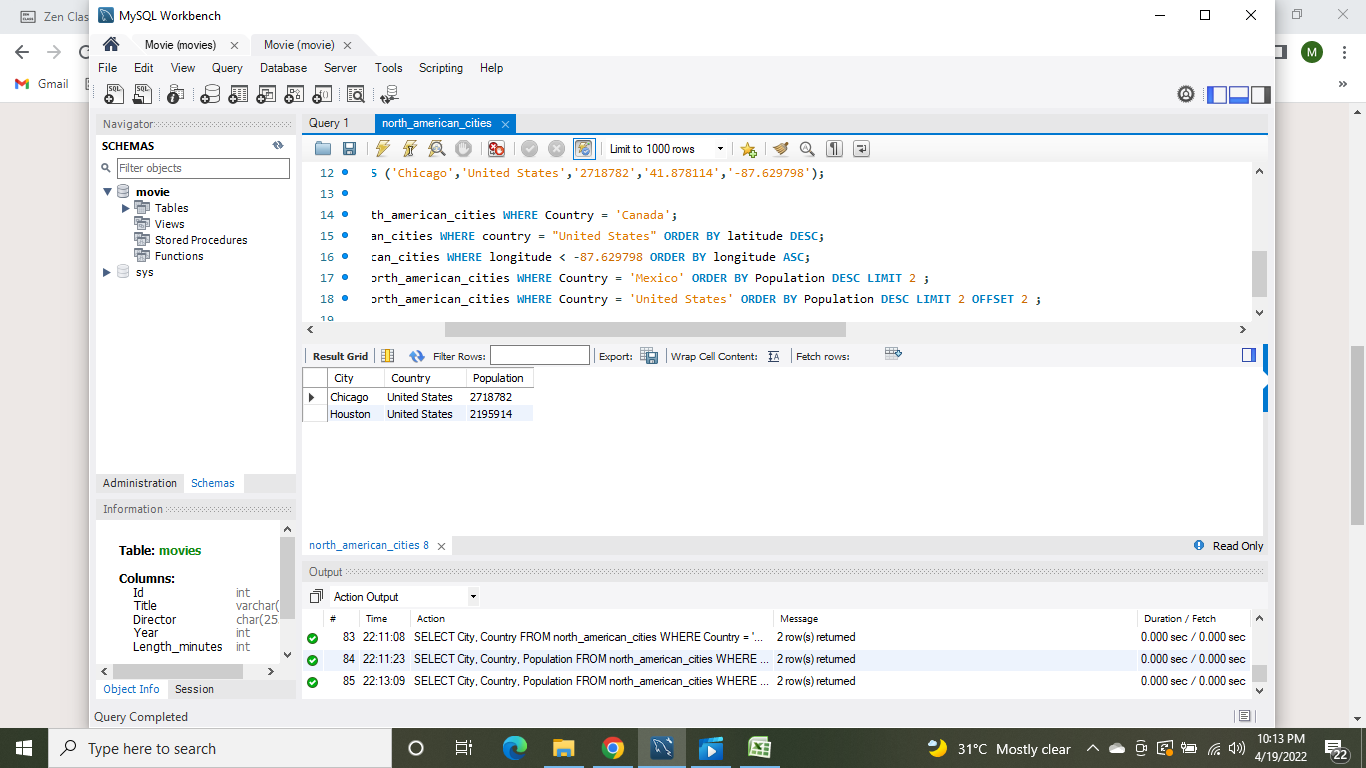 Zen Clas
MySQL Workbench
Movie (movies)
Movie (movie)
M
File Edit View Query Database Server Tools Scripting Help
Gmail
Navigator
SCHEMAS
Filter objects
movie
Tables
Views
Stored Procedures
Functions
sys
Administration Schemas
Information
Table: movies
Columns:
Id int
Title varchar(
Director char(25
Year int
Length_minutes int
Object Info Session
Query 1 north_american_cities
Limit to 1000 rows
12 S ('Chicago','United States','2718782','41.878114','-87.629798');
13
14 th_american_cities WHERE Country = 'Canada';
15 an_cities WHERE country = "United States" ORDER BY latitude DESC;
16 can_cities WHERE longitude < -87.629798 ORDER BY longitude ASC;
17 orth_american_cities WHERE Country = 'Mexico' ORDER BY Population DESC LIMIT 2 ;
18 orth_american_cities WHERE Country = 'United States' ORDER BY Population DESC LIMIT 2 OFFSET 2 ;
19
Result Grid Filter Rows: Export: Wrap Cell Content: Fetch rows:
City Country Population
Chicago United States 2718782
Houston United States 2195914
north_american_cities 8
Read Only
Output
Action Output
# Time Action Message Duration / Fetch
83 22:11:08 SELECT City, Country FROM north_american_cities WHERE Country = '... 2 row(s) returned 0.000 sec / 0.000 sec
84 22:11:23 SELECT City, Country, Population FROM north_american_cities WHERE ... 2 row(s) returned 0.000 sec / 0.000 sec
85 22:13:09 SELECT City, Country, Population FROM north_american_cities WHERE ... 2 row(s) returned 0.000 sec / 0.000 sec
Query Completed
Type here to search
31°C Mostly clear
10:13 PM
4/19/2022
22